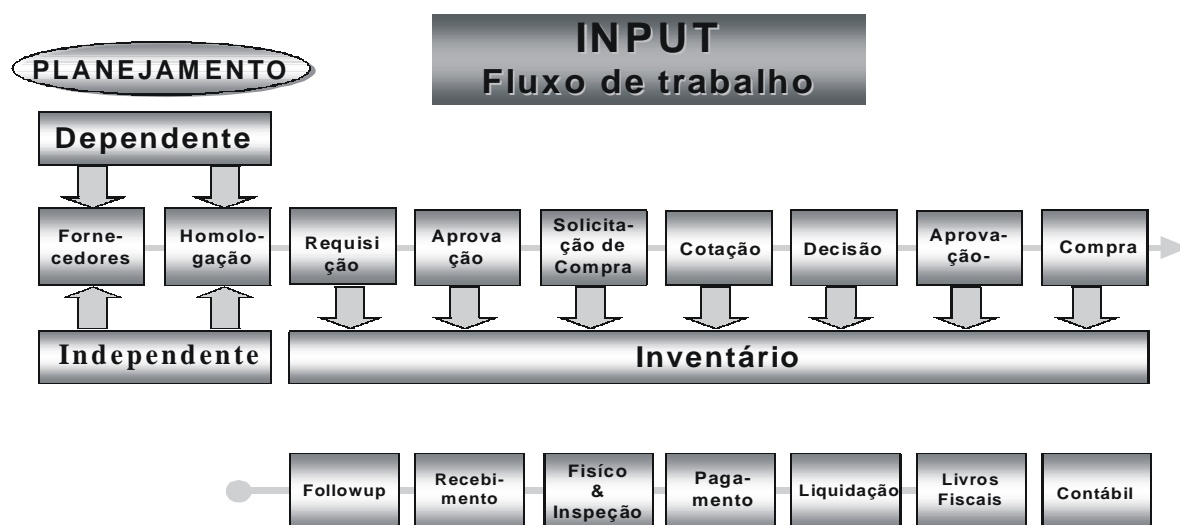 INPUT
Fluxo de trabalho
PLANEJAMENTO
Dependente
Forne-
cedores
Homolo-
gação
Requisi
ção
Aprova
ção
Solicita-
ção de
Compra
Cotação
Decisão
Aprova-
ção-
Compra
Independente
Inventário
Followup
Recebi-
mento
Fisíco
&
Inspeção
Paga-
mento
Liquidação
Livros
Fiscais
Contábil